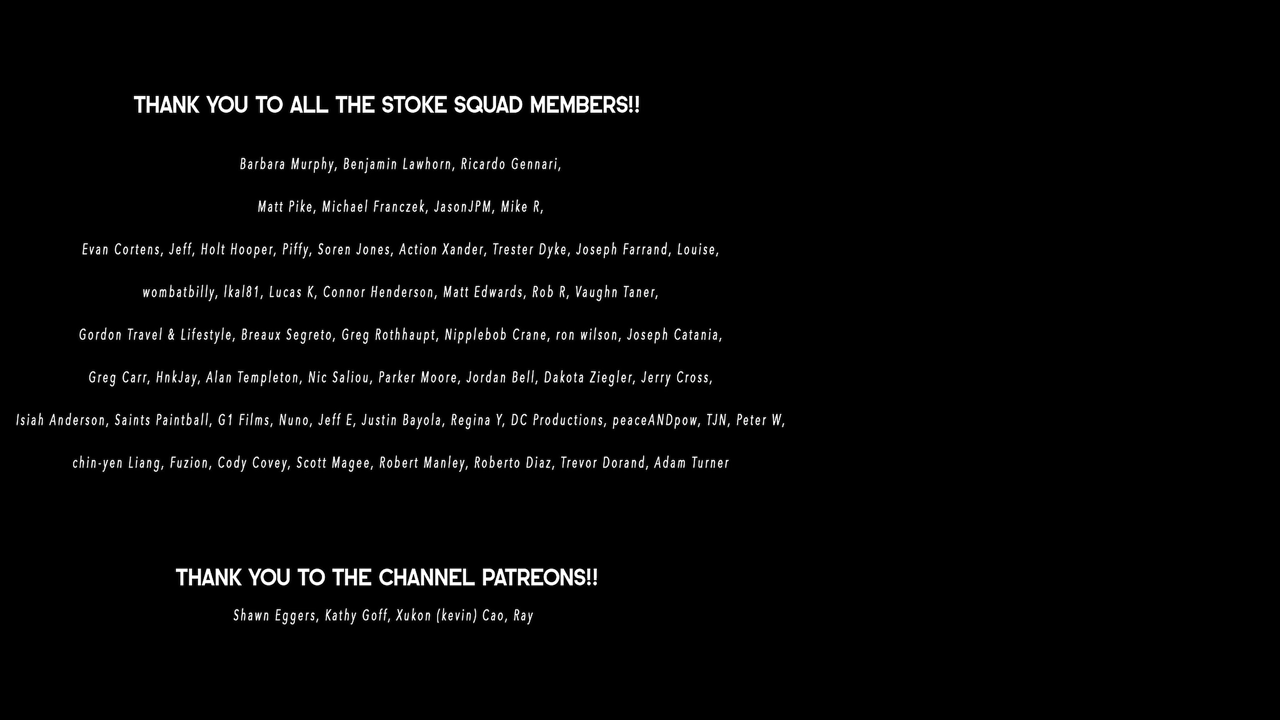 THANK YOU TO ALL THE STOKE SQUAD MEMBERS!!
Barbara Murphy, Benjamin Lawhorn, Ricardo Gennari,
Matt Pike, Michael Franczek, JasonJPM, Mike R,
Evan Cortens, Jeff, Holt Hooper, Piffy, Soren Jones, Action Xander, Trester Dyke, Joseph Farrand, Louise,
wombatbilly, lkal81, Lucas K, Connor Henderson, Matt Edwards, Rob R, Vaughn Taner,
Gordon Travel & Lifestyle, Breaux Segreto, Greg Rothhaupt, Nipplebob Crane, ron wilson, Joseph Catania,
Greg Carr, HnkJay, Alan Templeton, Nic Saliou, Parker Moore, Jordan Bell, Dakota Ziegler, Jerry Cross,
Isiah Anderson, Saints Paintball, G1 Films, Nuno, Jeff E, Justin Bayola, Regina Y, DC Productions, peaceANDpow, TJN, Peter W,
chin-yen Liang, Fuzion, Cody Covey, Scott Magee, Robert Manley, Roberto Diaz, Trevor Dorand, Adam Turner
THANK YOU TO THE CHANNEL PATREONS!!
Shawn Eggers, Kathy Goff, Xukon (kevin) Cao, Ray